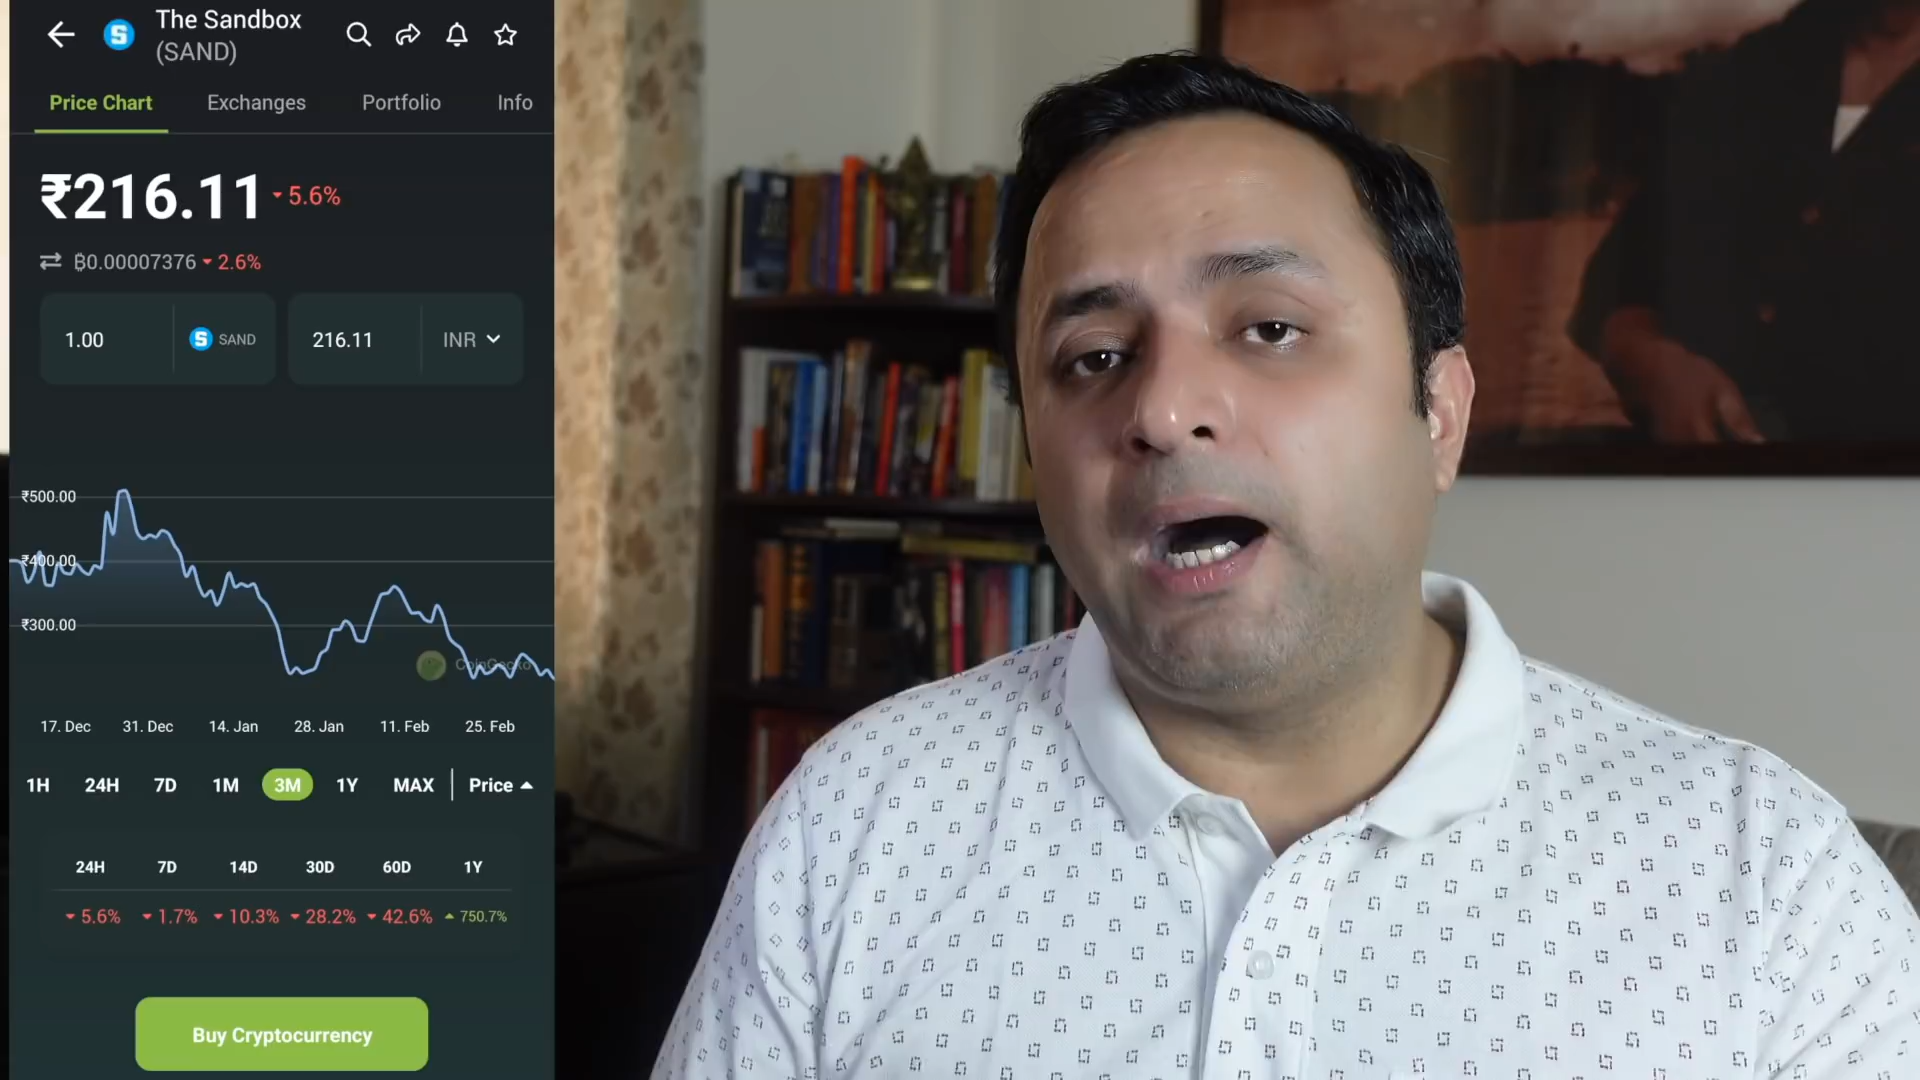 The Sandbox
(SAND)
Price Chart Exchanges Portfolio Info
₹216.11 5.6%
₿0.00007376 2.6%
1.00 SAND 216.11 INR
₹500.00
₹400.00
₹300.00
CoinGecko
17. Dec 31. Dec 14. Jan 28. Jan 11. Feb 25. Feb
1H 24H 7D 1M 3M 1Y MAX Price
24H 7D 14D 30D 60D 1Y
5.6% 1.7% 10.3% 28.2% 42.6% 750.7%
Buy Cryptocurrency